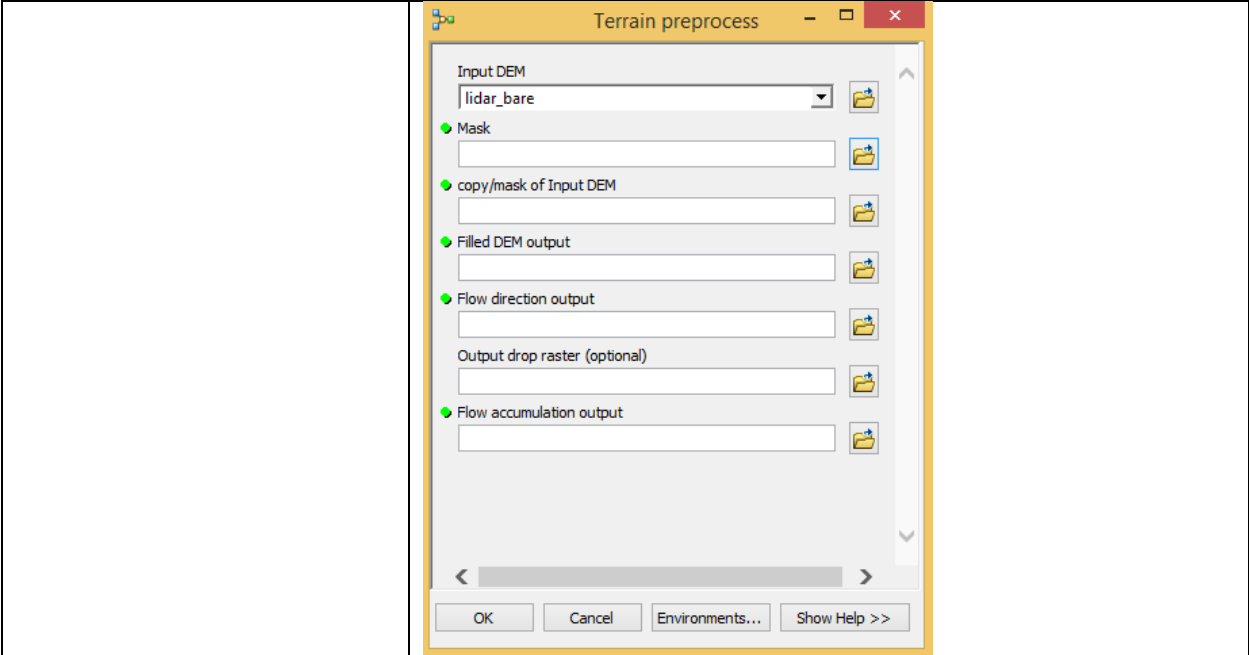 Terrain preprocess
Input DEM
lidar_bare
Mask
copy/mask of Input DEM
Filled DEM output
Flow direction output
Output drop raster (optional)
Flow accumulation output
OK Cancel Environments... Show Help >>